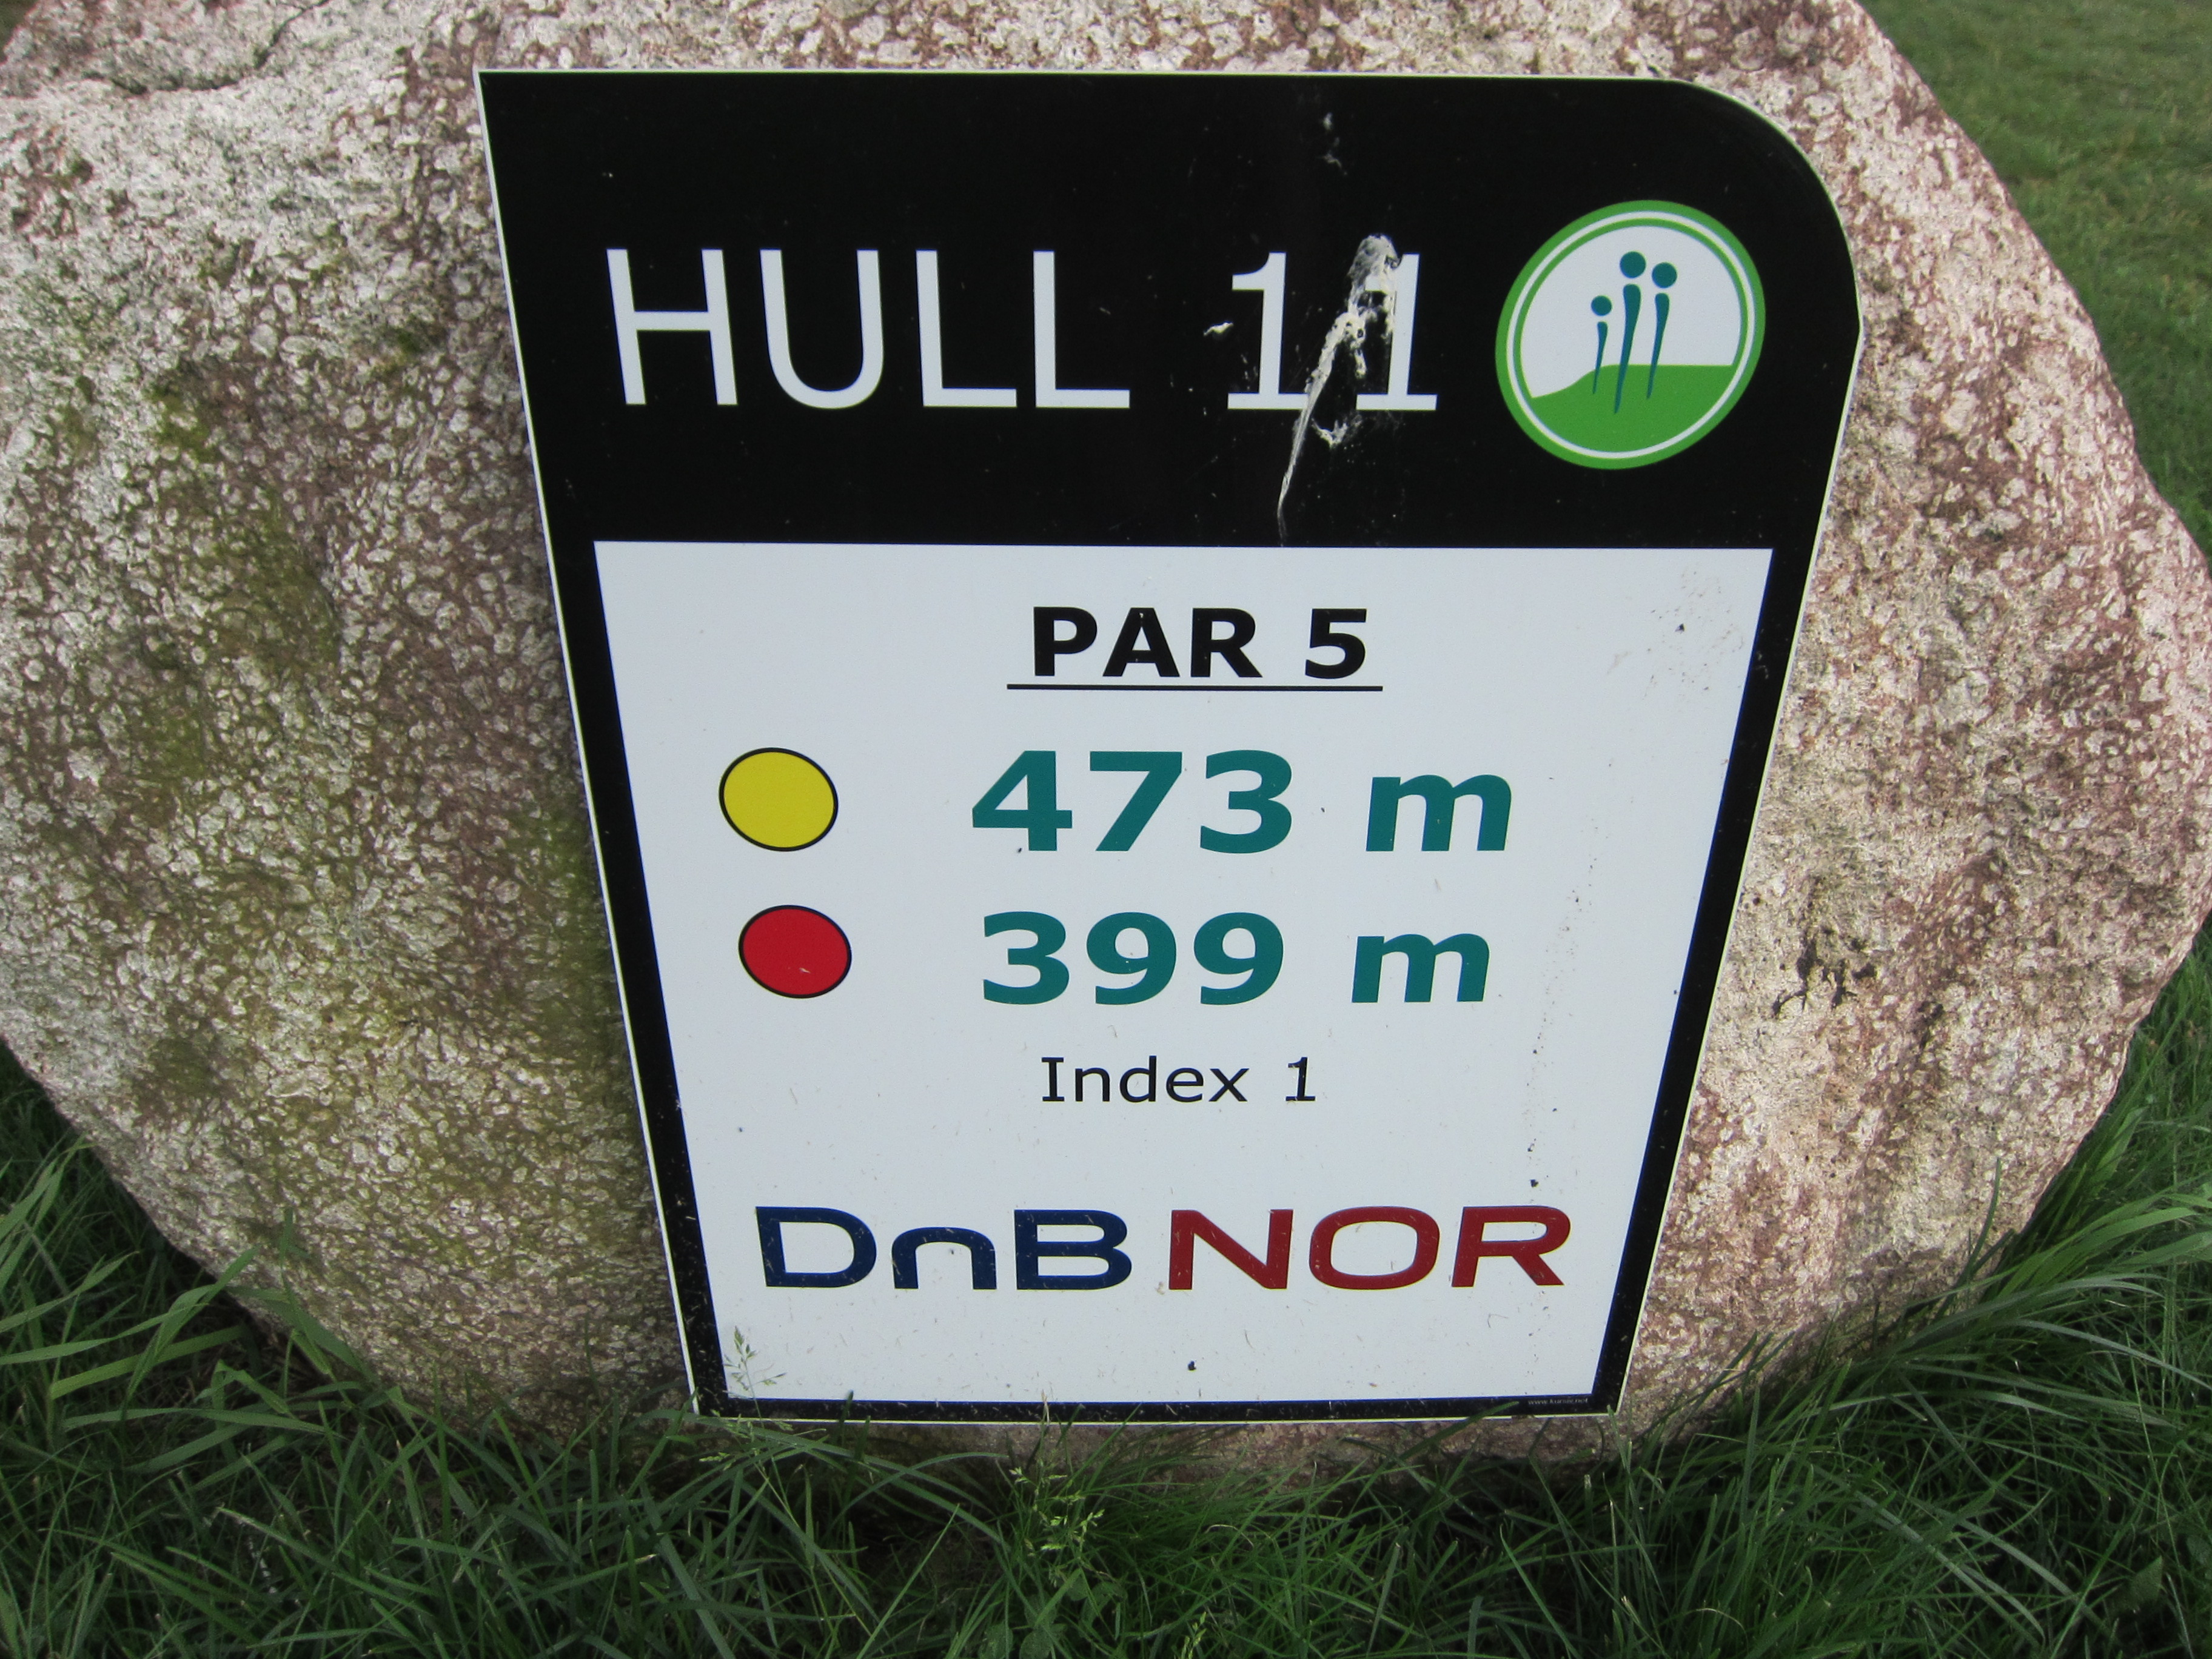 HULL 11
PAR 5
473 m
399 m
Index 1
DnB NOR